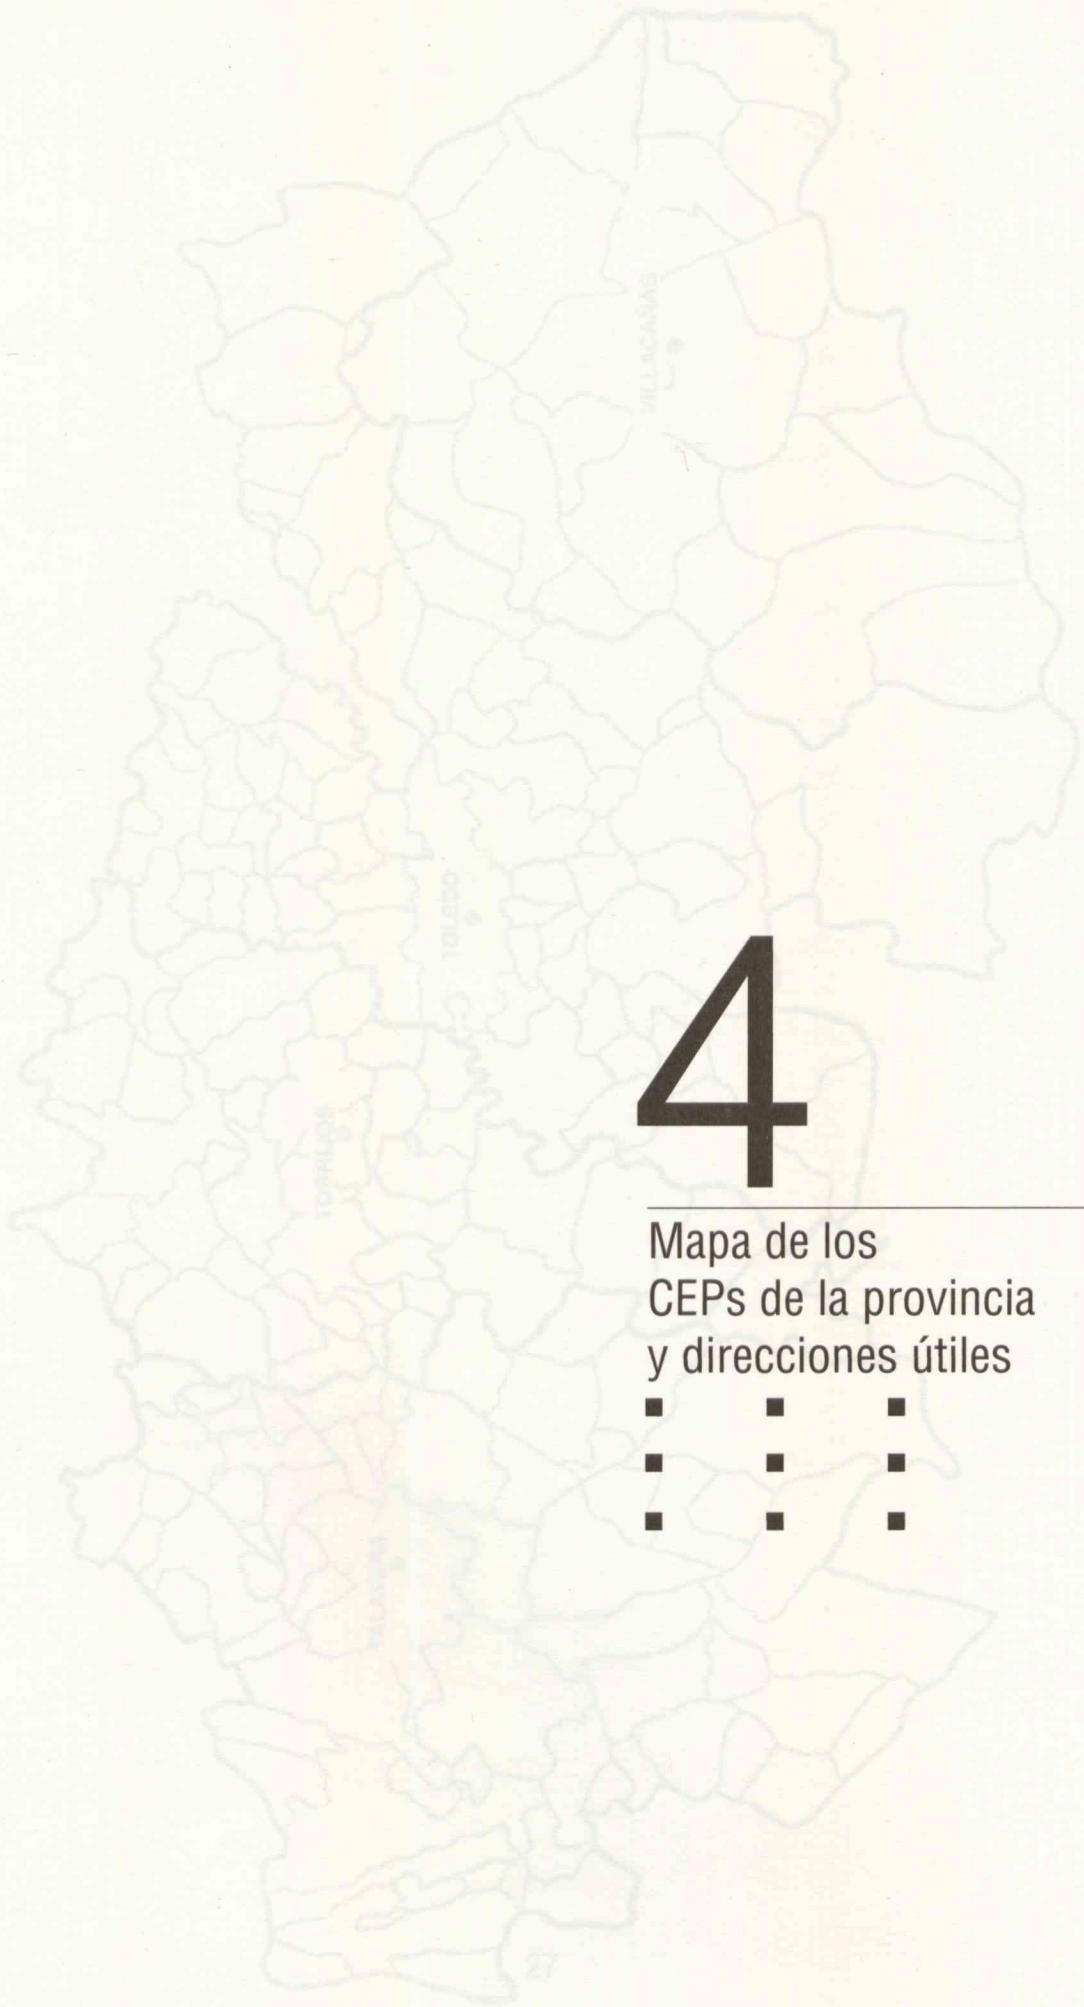 4
Mapa de los
CEPs de la provincia
y direcciones útiles
VILLACAÑAS
TOLEDO
TORRIJOS
TALAVERA
27